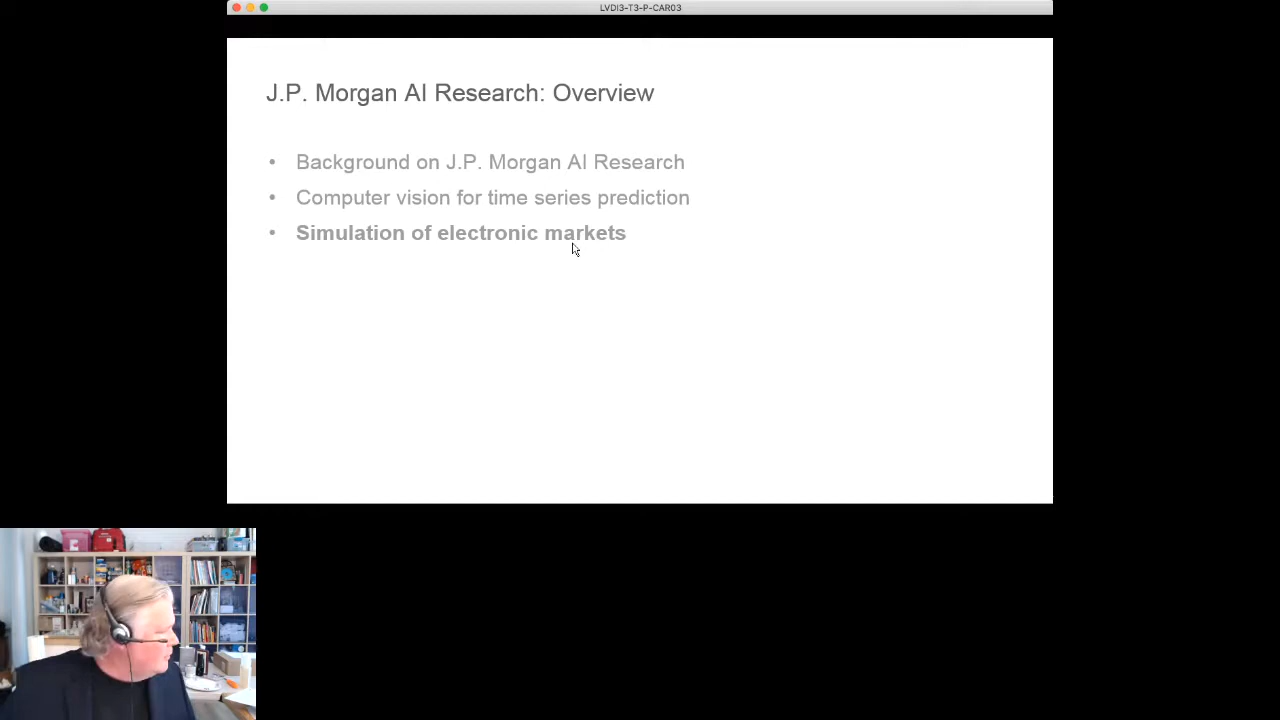 LVDI3-T3-P-CAR03
J.P. Morgan AI Research: Overview
• Background on J.P. Morgan AI Research
• Computer vision for time series prediction
• Simulation of electronic markets